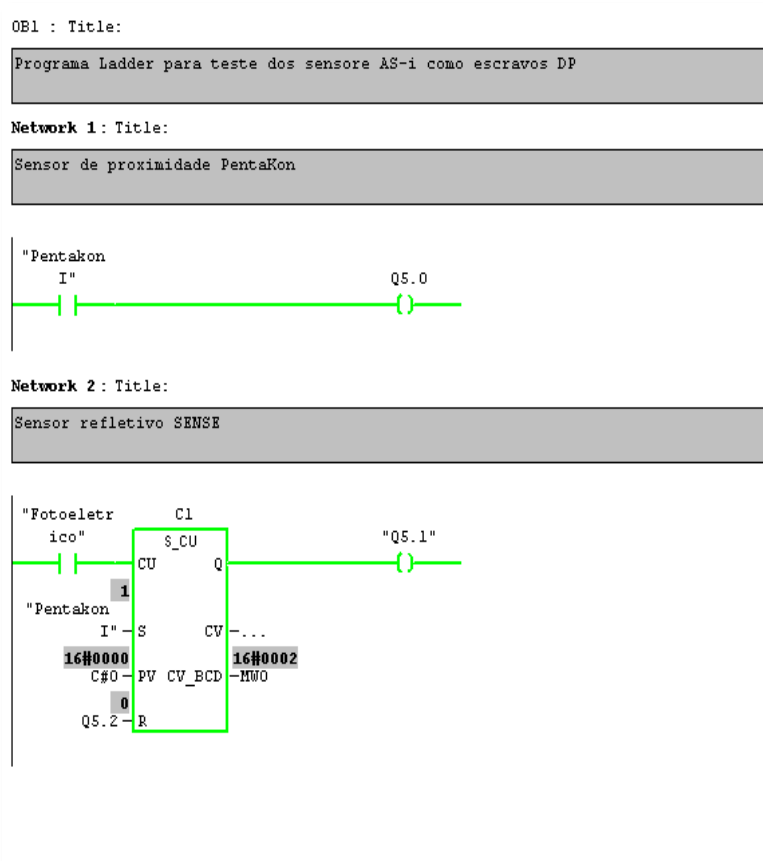 OB1 : Title:
Programa Ladder para teste dos sensore AS-i como escravos DP
Network 1: Title:
Sensor de proximidade PentaKon
"Pentakon
I" Q5.0
Network 2: Title:
Sensor refletivo SENSE
"Fotoeletr C1
ico" S_CU "Q5.1"
CU Q
1
"Pentakon
I" S CV ...
16#0000 16#0002
C#0 PV CV_BCD MW0
0
Q5.2 R